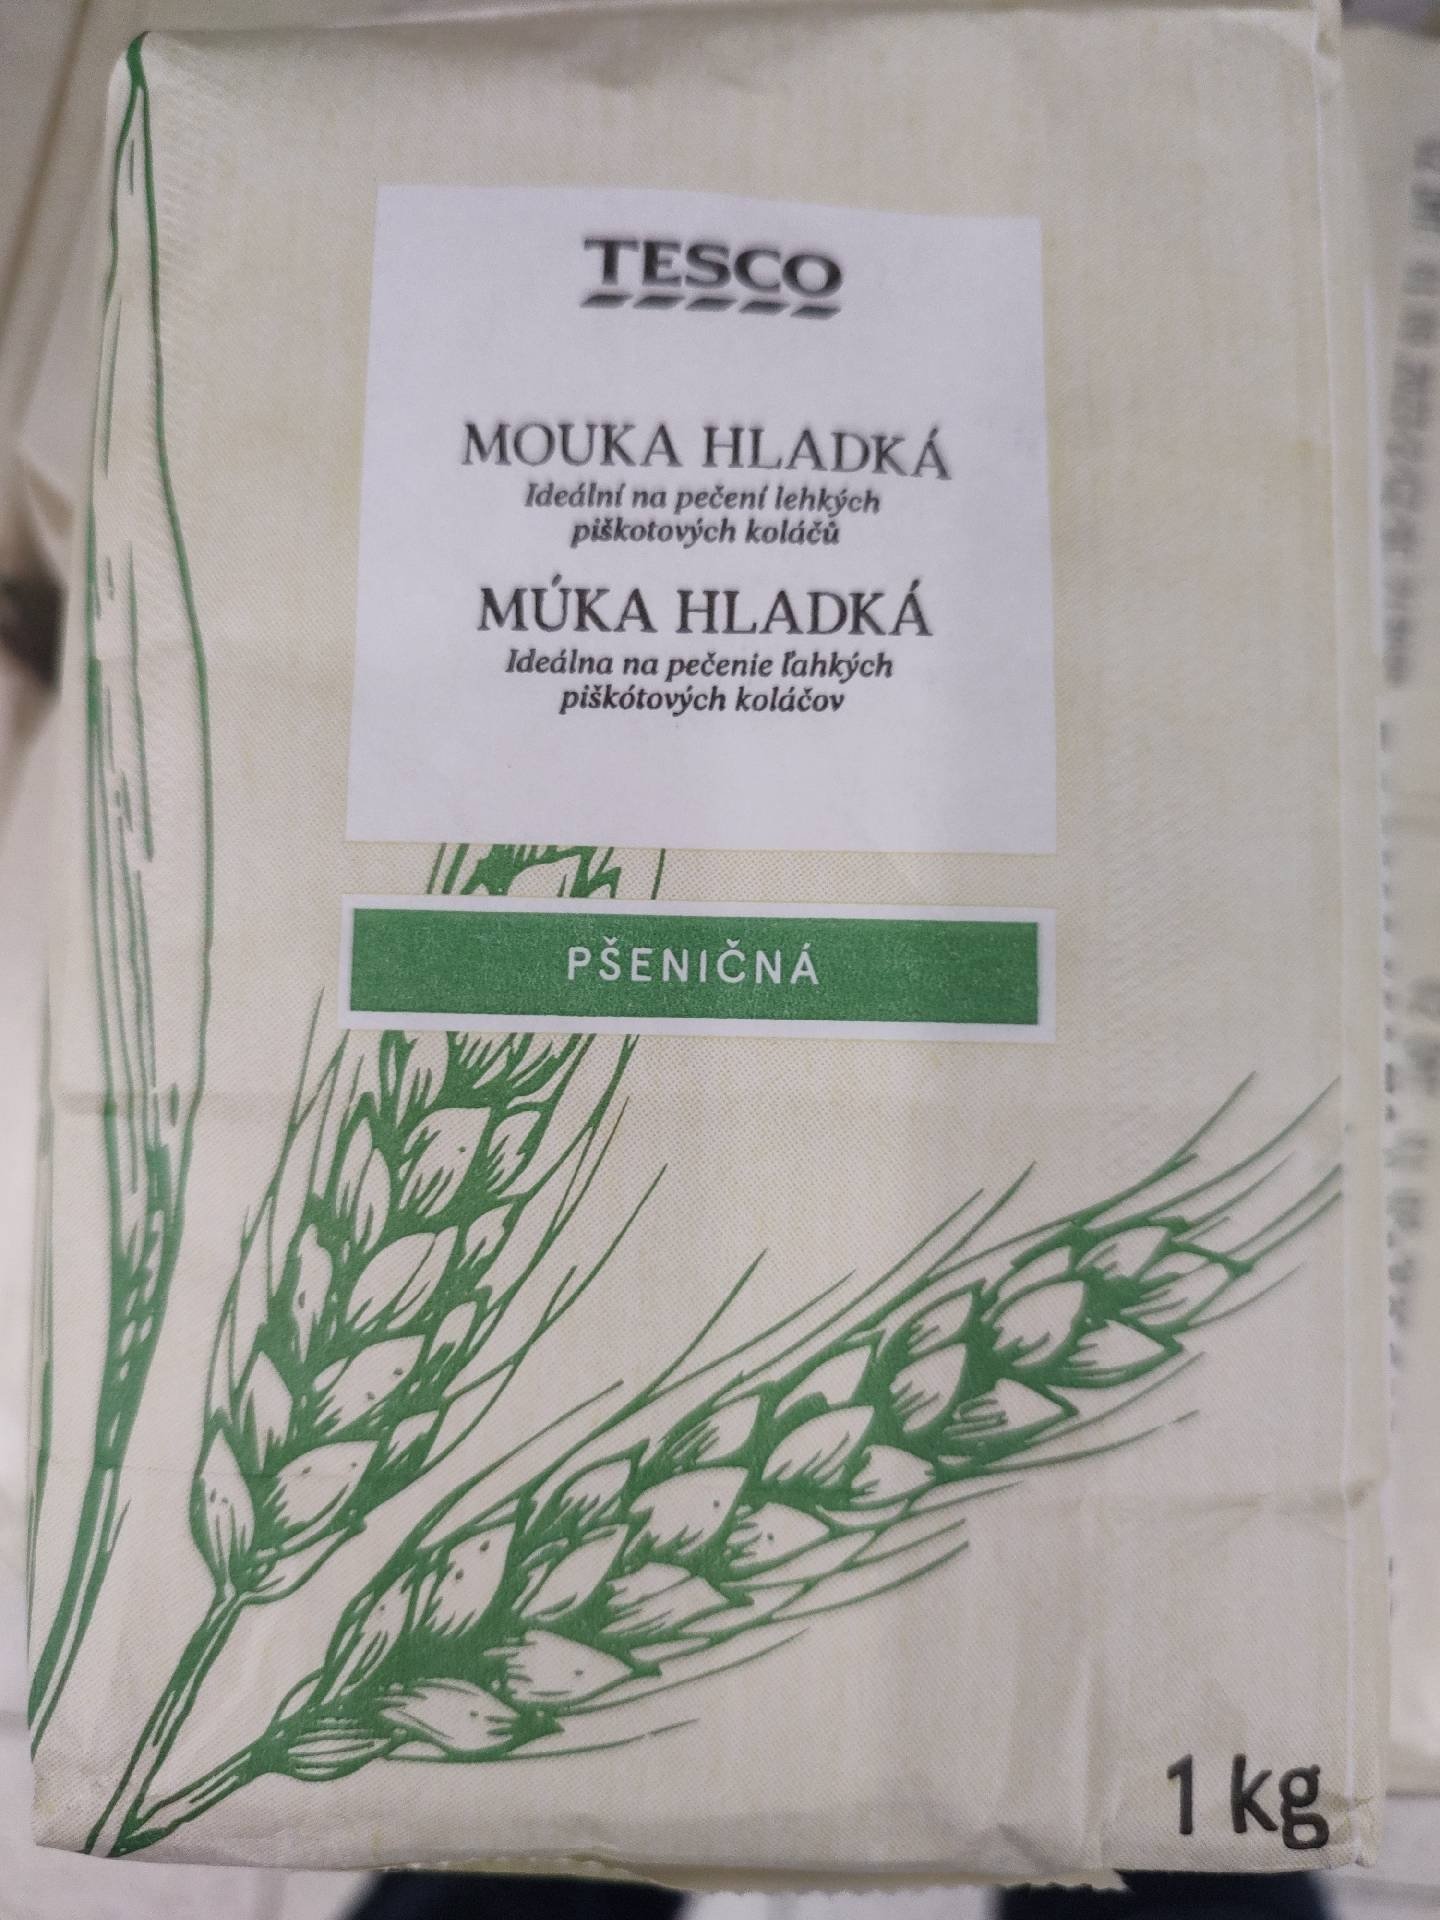 TESCO
MOUKA HLADKÁ
Ideální na pečení lehkých
piškotových koláčů
MÚKA HLADKÁ
Ideálna na pečenie ľahkých
piškótových koláčov
PŠENIČNÁ
1 kg